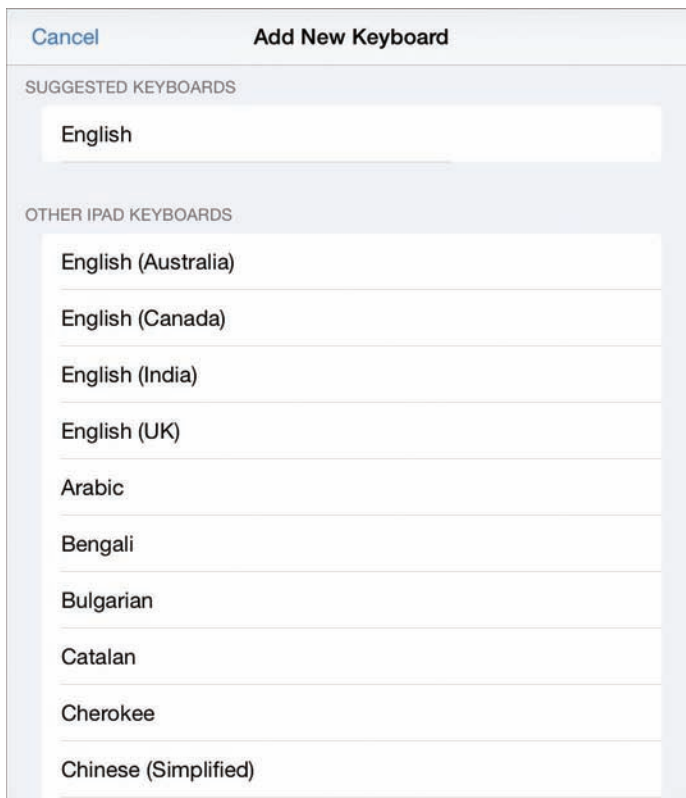 Cancel Add New Keyboard
SUGGESTED KEYBOARDS
English
OTHER IPAD KEYBOARDS
English (Australia)
English (Canada)
English (India)
English (UK)
Arabic
Bengali
Bulgarian
Catalan
Cherokee
Chinese (Simplified)